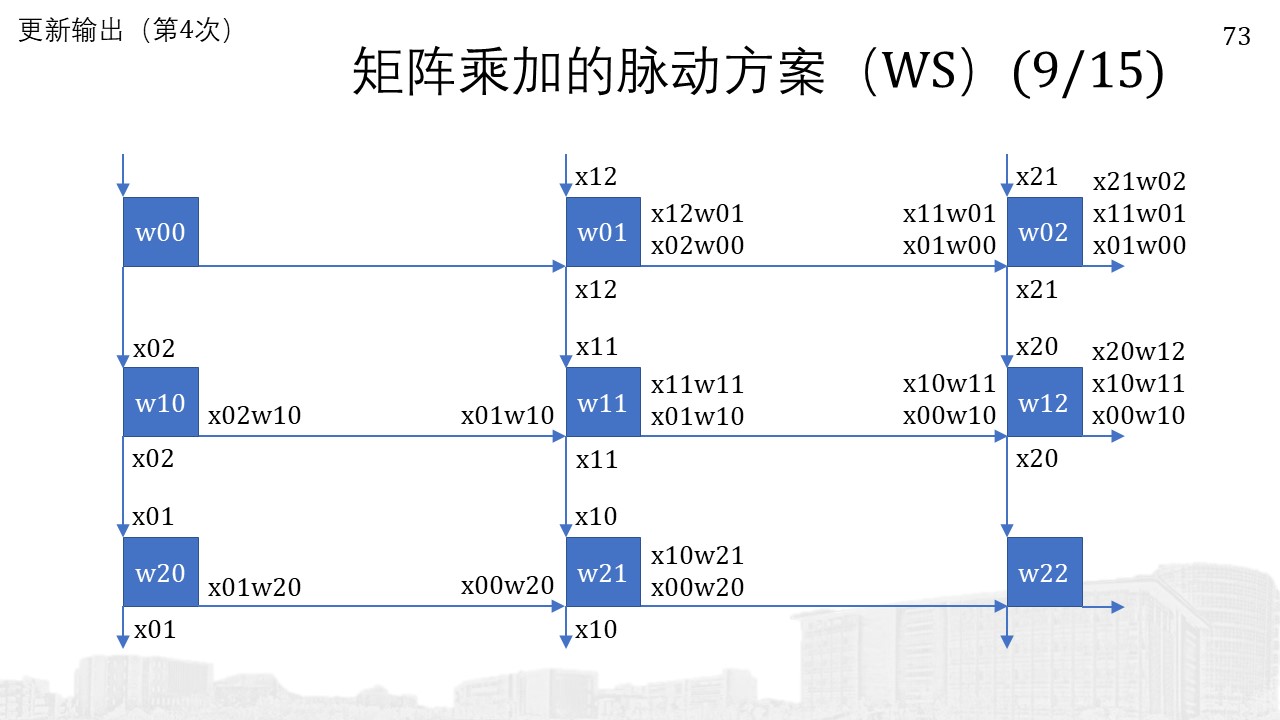 更新输出（第4次）
73
矩阵乘加的脉动方案（WS）(9/15)
x12
x21
x21w02
w00
w01
x12w01
x02w00
x11w01
x01w00
w02
x11w01
x01w00
x12
x21
x02
x11
x20
x20w12
w10
x02w10
x01w10
w11
x11w11
x01w10
x10w11
x00w10
w12
x10w11
x00w10
x02
x11
x20
x01
x10
w20
x01w20
x00w20
w21
x10w21
x00w20
w22
x01
x10